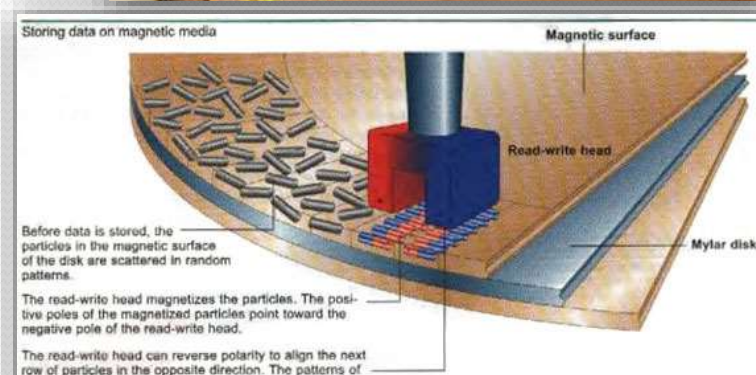 Storing data on magnetic media
Magnetic surface
Read-write head
Mylar disk
Before data is stored, the
particles in the magnetic surface
of the disk are scattered in random
patterns.
The read-write head magnetizes the particles. The posi-
tive poles of the magnetized particles point toward the
negative pole of the read-write head.
The read-write head can reverse polarity to align the next
row of particles in the opposite direction. The patterns of